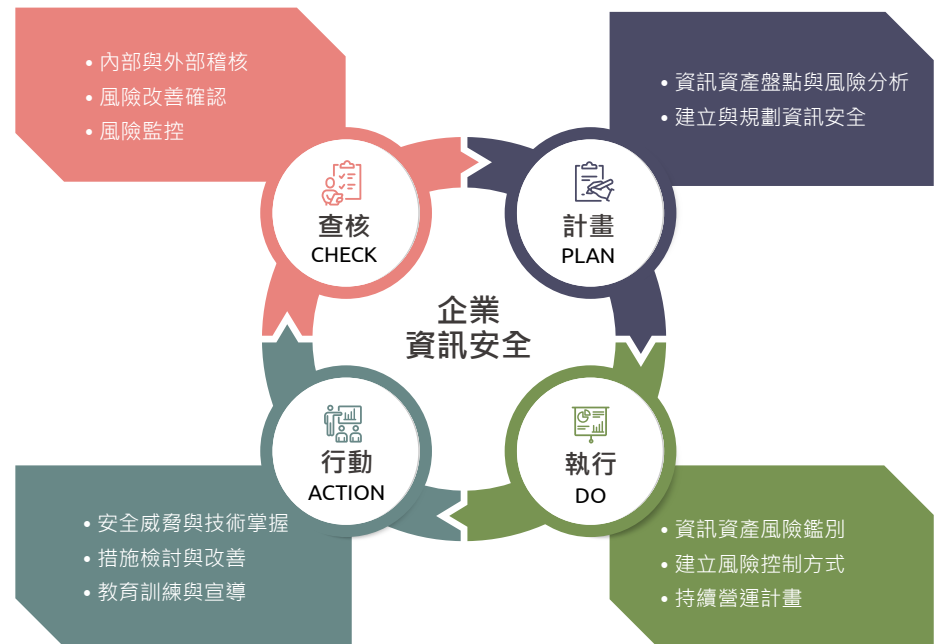 • 內部與外部稽核
• 風險改善確認
• 風險監控
• 資訊資產盤點與風險分析
• 建立與規劃資訊安全
查核
CHECK
計畫
PLAN
企業
資訊安全
行動
ACTION
執行
DO
• 安全威脅與技術掌握
• 措施檢討與改善
• 教育訓練與宣導
• 資訊資產風險鑑別
• 建立風險控制方式
• 持續營運計畫